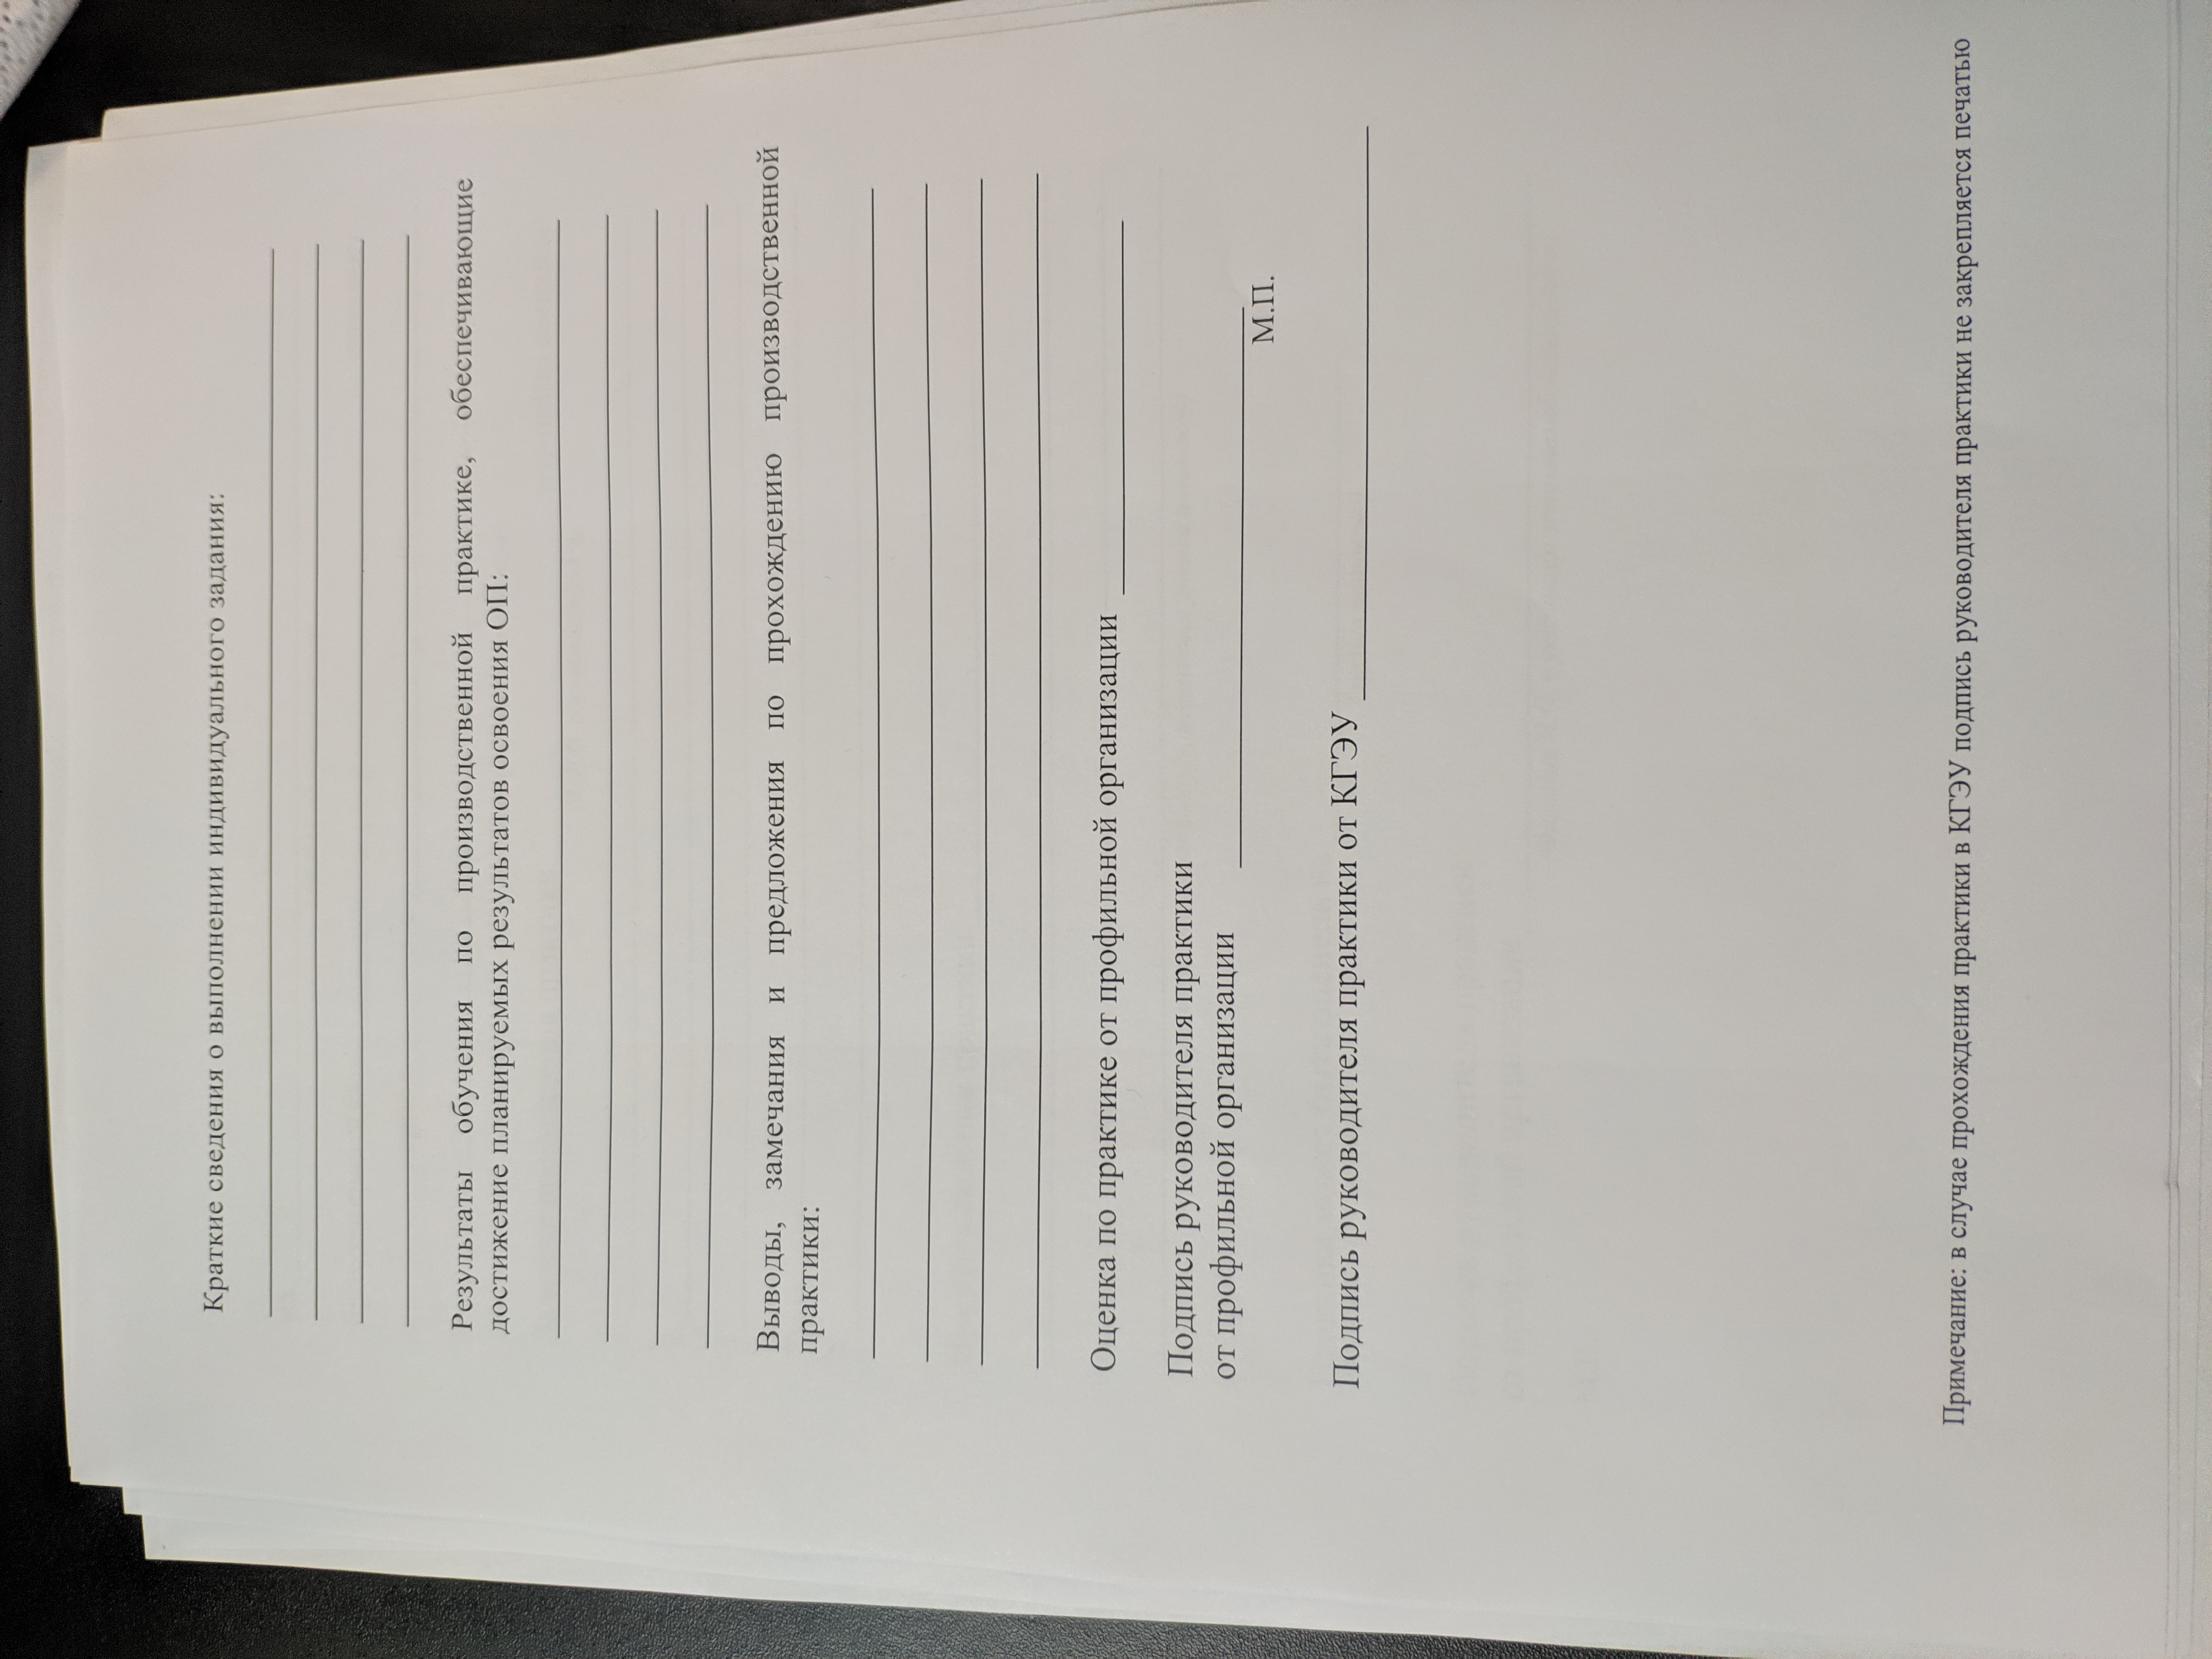 Краткие сведения о выполнении индивидуального задания:
Результаты обучения по производственной практике, обеспечивающие
достижение планируемых результатов освоения ОП:
Выводы, замечания и предложения по прохождению производственной
практики:
Оценка по практике от профильной организации
Подпись руководителя практики
от профильной организации
М.П.
Подпись руководителя практики от КГЭУ
Примечание: в случае прохождения практики в КГЭУ подпись руководителя практики не закрепляется печатью